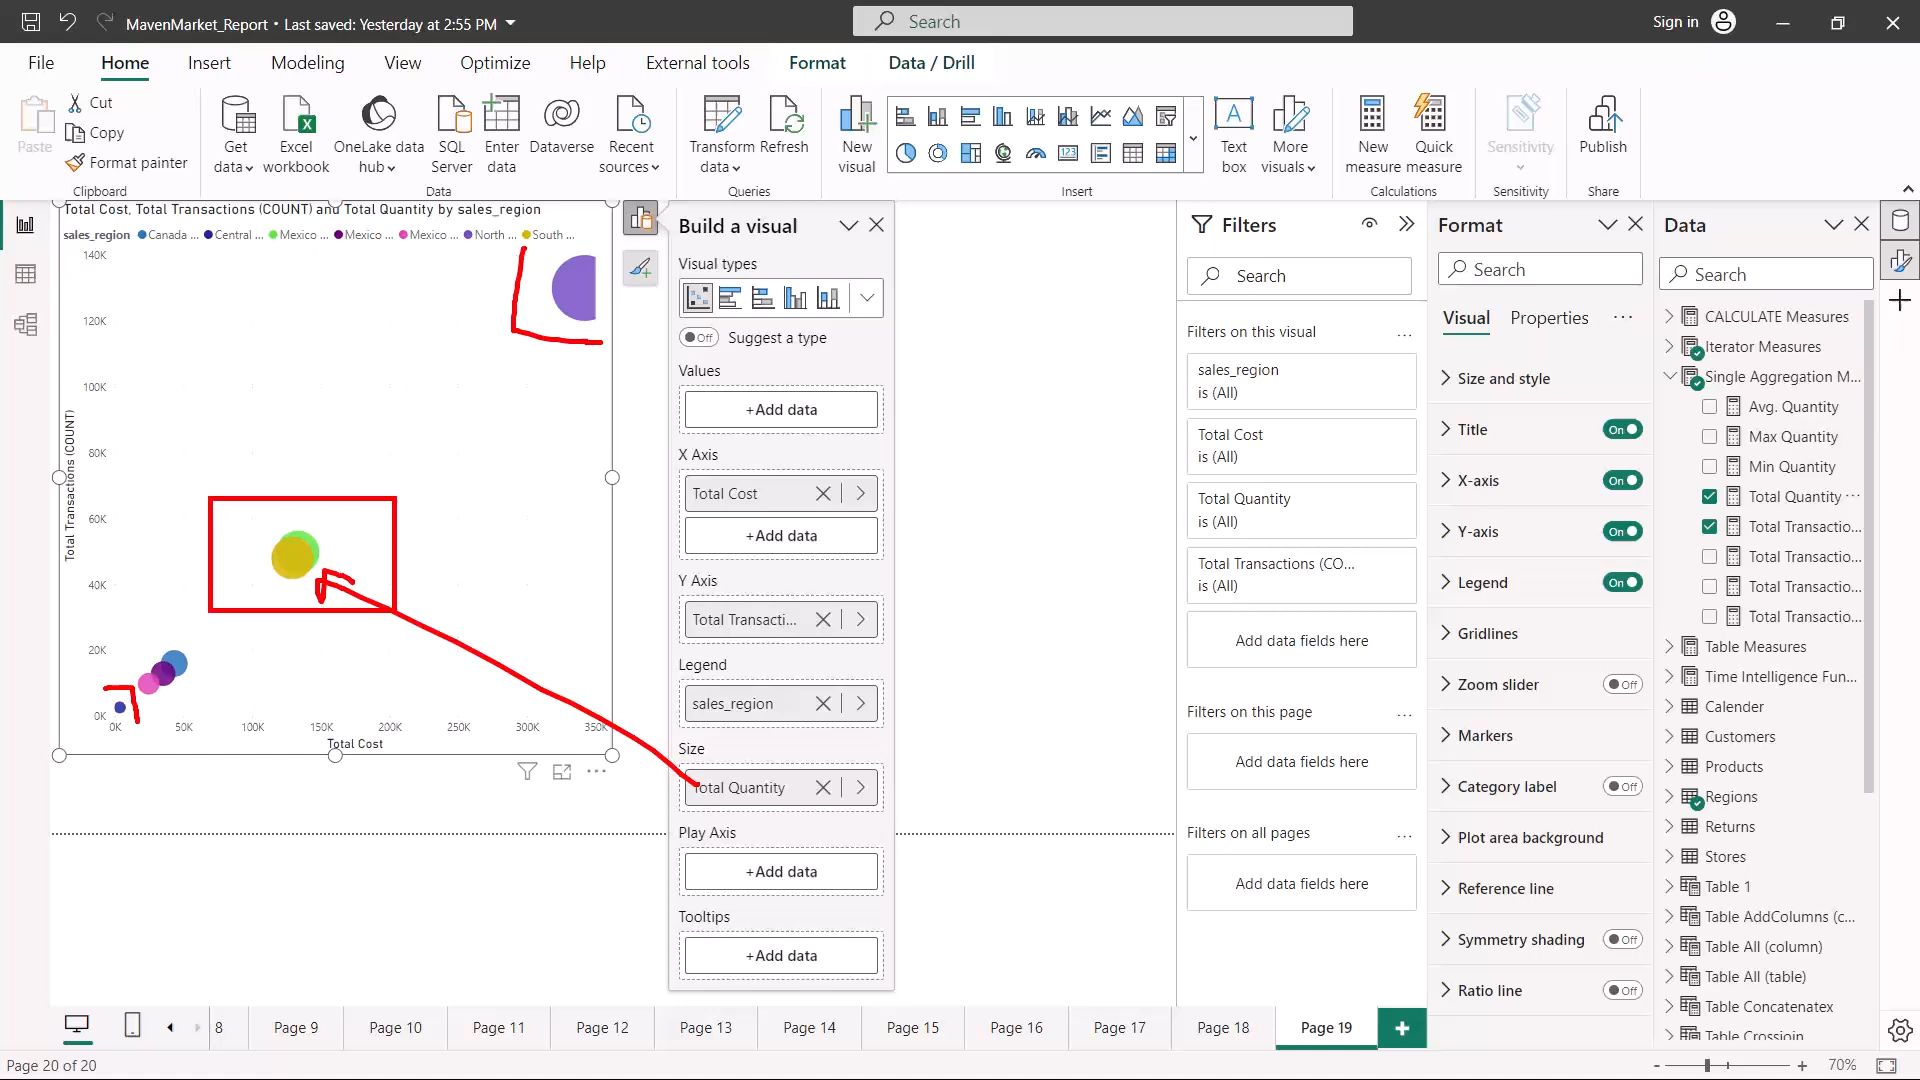 MavenMarket_Report • Last saved: Yesterday at 2:55 PM
Search
Sign in
File
Home
Insert
Modeling
View
Optimize
Help
External tools
Format
Data / Drill
Paste
Cut
Copy
Format painter
Clipboard
Get data
Excel workbook
OneLake data hub
SQL Server
Enter data
Dataverse
Recent sources
Data
Transform data
Refresh
Queries
New visual
Text box
More visuals
Insert
New measure
Quick measure
Calculations
Sensitivity
Sensitivity
Publish
Share
Total Cost, Total Transactions (COUNT) and Total Quantity by sales_region
sales_region Canada ... Central ... Mexico ... Mexico ... Mexico ... North ... South ...
140K
120K
100K
80K
60K
40K
20K
0K
Total Transactions (COUNT)
0K 50K 100K 150K 200K 250K 300K 350K
Total Cost
Build a visual
Visual types
Off Suggest a type
Values
+Add data
X Axis
Total Cost
+Add data
Y Axis
Total Transacti...
Legend
sales_region
Size
Total Quantity
Play Axis
+Add data
Tooltips
+Add data
Filters
Search
Filters on this visual ...
sales_region
is (All)
Total Cost
is (All)
Total Quantity
is (All)
Total Transactions (CO...
is (All)
Add data fields here
Filters on this page ...
Add data fields here
Filters on all pages ...
Add data fields here
Format
Search
Visual Properties ...
Size and style
Title On
X-axis On
Y-axis On
Legend On
Gridlines
Zoom slider Off
Markers
Category label Off
Plot area background
Reference line
Symmetry shading Off
Ratio line Off
Data
Search
CALCULATE Measures
Iterator Measures
Single Aggregation M...
Avg. Quantity
Max Quantity
Min Quantity
Total Quantity ...
Total Transactio...
Total Transactio...
Total Transactio...
Total Transactio...
Table Measures
Time Intelligence Fun...
Calender
Customers
Products
Regions
Returns
Stores
Table 1
Table AddColumns (c...
Table All (column)
Table All (table)
Table Concatenatex
Table Crossjoin
8
Page 9
Page 10
Page 11
Page 12
Page 13
Page 14
Page 15
Page 16
Page 17
Page 18
Page 19
Page 20 of 20
70%